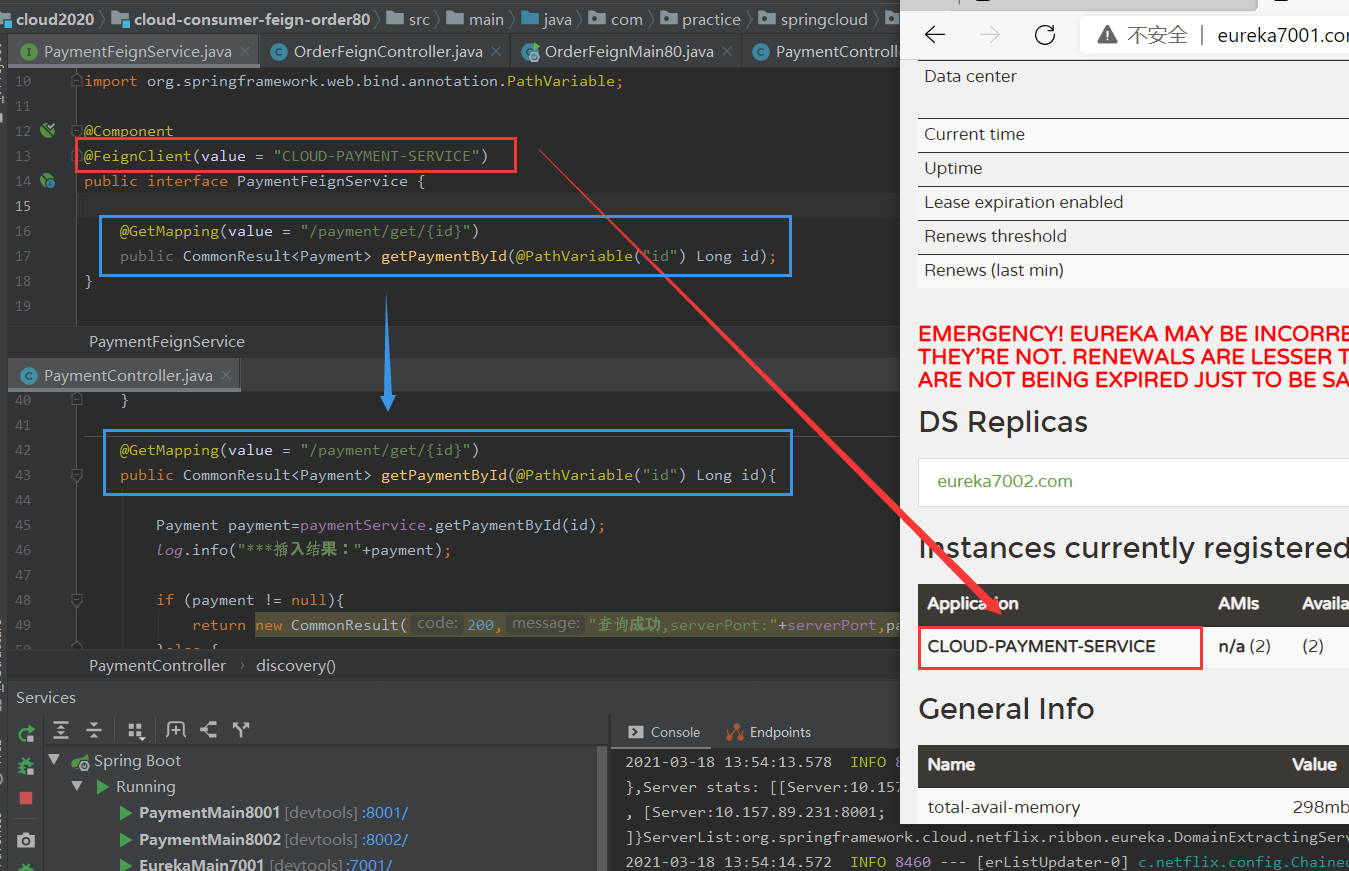 cloud2020 cloud-consumer-feign-order80 src main java com practice springcloud
PaymentFeignService.java OrderFeignController.java OrderFeignMain80.java
10 import org.springframework.web.bind.annotation.PathVariable;
11
12 @Component
13 @FeignClient(value = "CLOUD-PAYMENT-SERVICE")
14 public interface PaymentFeignService {
15
16 @GetMapping(value = "/payment/get/{id}")
17 public CommonResult<Payment> getPaymentById(@PathVariable("id") Long id);
18 }
19
PaymentFeignService
PaymentController.java
40 }
41
42 @GetMapping(value = "/payment/get/{id}")
43 public CommonResult<Payment> getPaymentById(@PathVariable("id") Long id){
44
45 Payment payment=paymentService.getPaymentById(id);
46 log.info("***插入结果："+payment);
47
48 if (payment != null){
49 return new CommonResult( code: 200, message: "查询成功,serverPort:"+serverPort,pa
PaymentController › discovery()
Services
Spring Boot
Running
PaymentMain8001 [devtools] :8001/
PaymentMain8002 [devtools] :8002/
EurekaMain7001 [devtools] :7001/
Console Endpoints
2021-03-18 13:54:13.578 INFO 8
},Server stats: [[Server:10.157
, [Server:10.157.89.231:8001;
]}ServerList:org.springframework.cloud.netflix.ribbon.eureka.DomainExtractingServ
2021-03-18 13:54:14.572 INFO 8460 --- [erListUpdater-0] c.netflix.config.Chained
不安全 | eureka7001.com
Data center
Current time
Uptime
Lease expiration enabled
Renews threshold
Renews (last min)
EMERGENCY! EUREKA MAY BE INCORRE
THEY'RE NOT. RENEWALS ARE LESSER T
ARE NOT BEING EXPIRED JUST TO BE SA
DS Replicas
eureka7002.com
Instances currently registered
Application AMIs Availa
CLOUD-PAYMENT-SERVICE n/a (2) (2)
General Info
Name Value
total-avail-memory 298mb